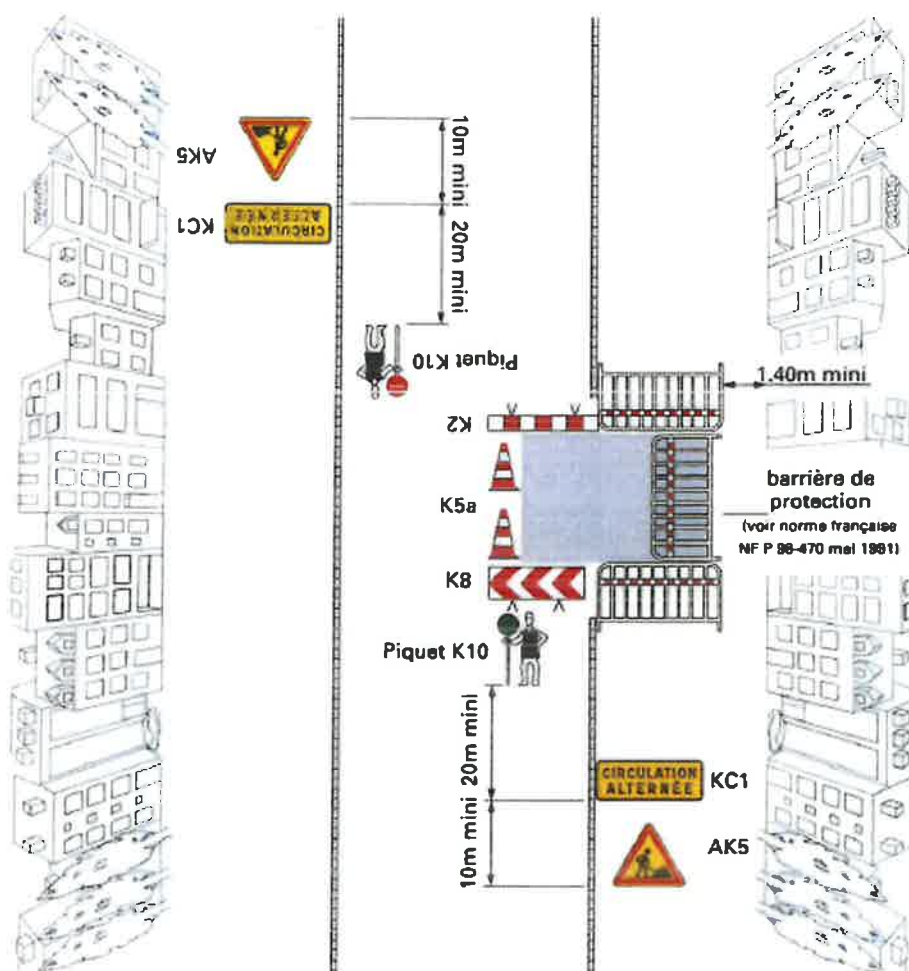 AK5
10m mini
KC1
CIRCULATION
ALTERNÉE
20m mini
Piquet K10
1.40m mini
K2
K5a
barrière de
protection
(voir norme française
NF P 98-470 mai 1991)
K8
Piquet K10
20m mini
CIRCULATION
ALTERNÉE
KC1
10m mini
AK5